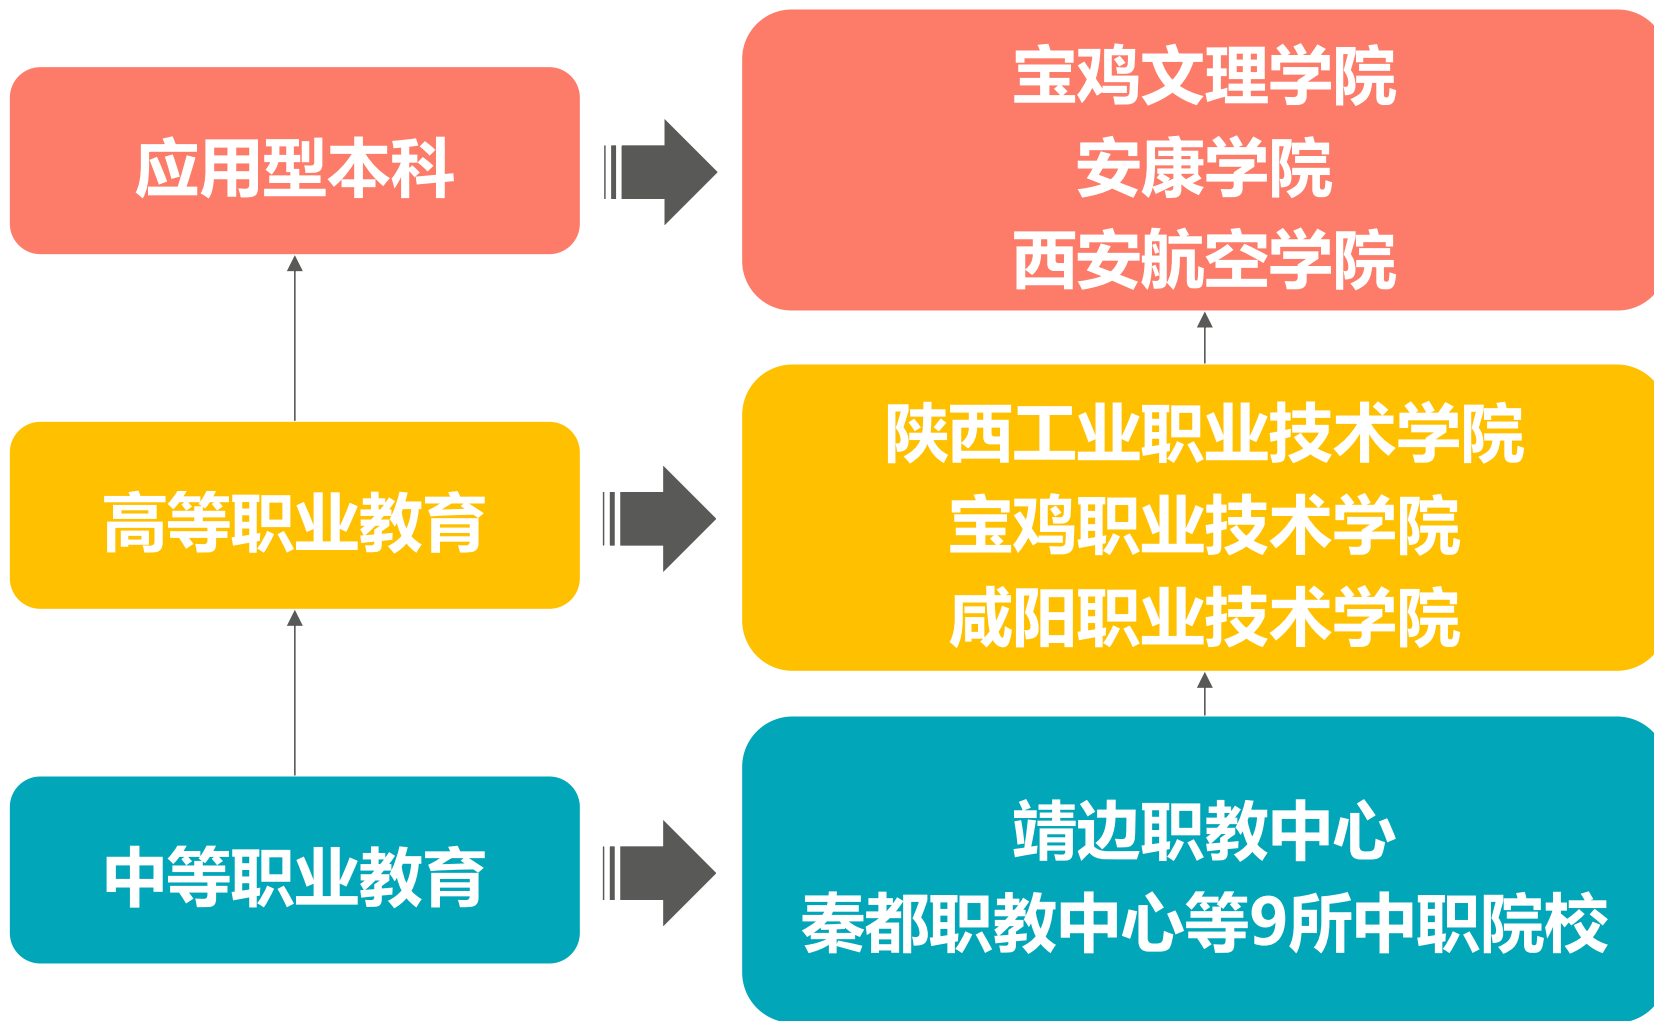 应用型本科
宝鸡文理学院
安康学院
西安航空学院
高等职业教育
陕西工业职业技术学院
宝鸡职业技术学院
咸阳职业技术学院
中等职业教育
靖边职教中心
秦都职教中心等9所中职院校